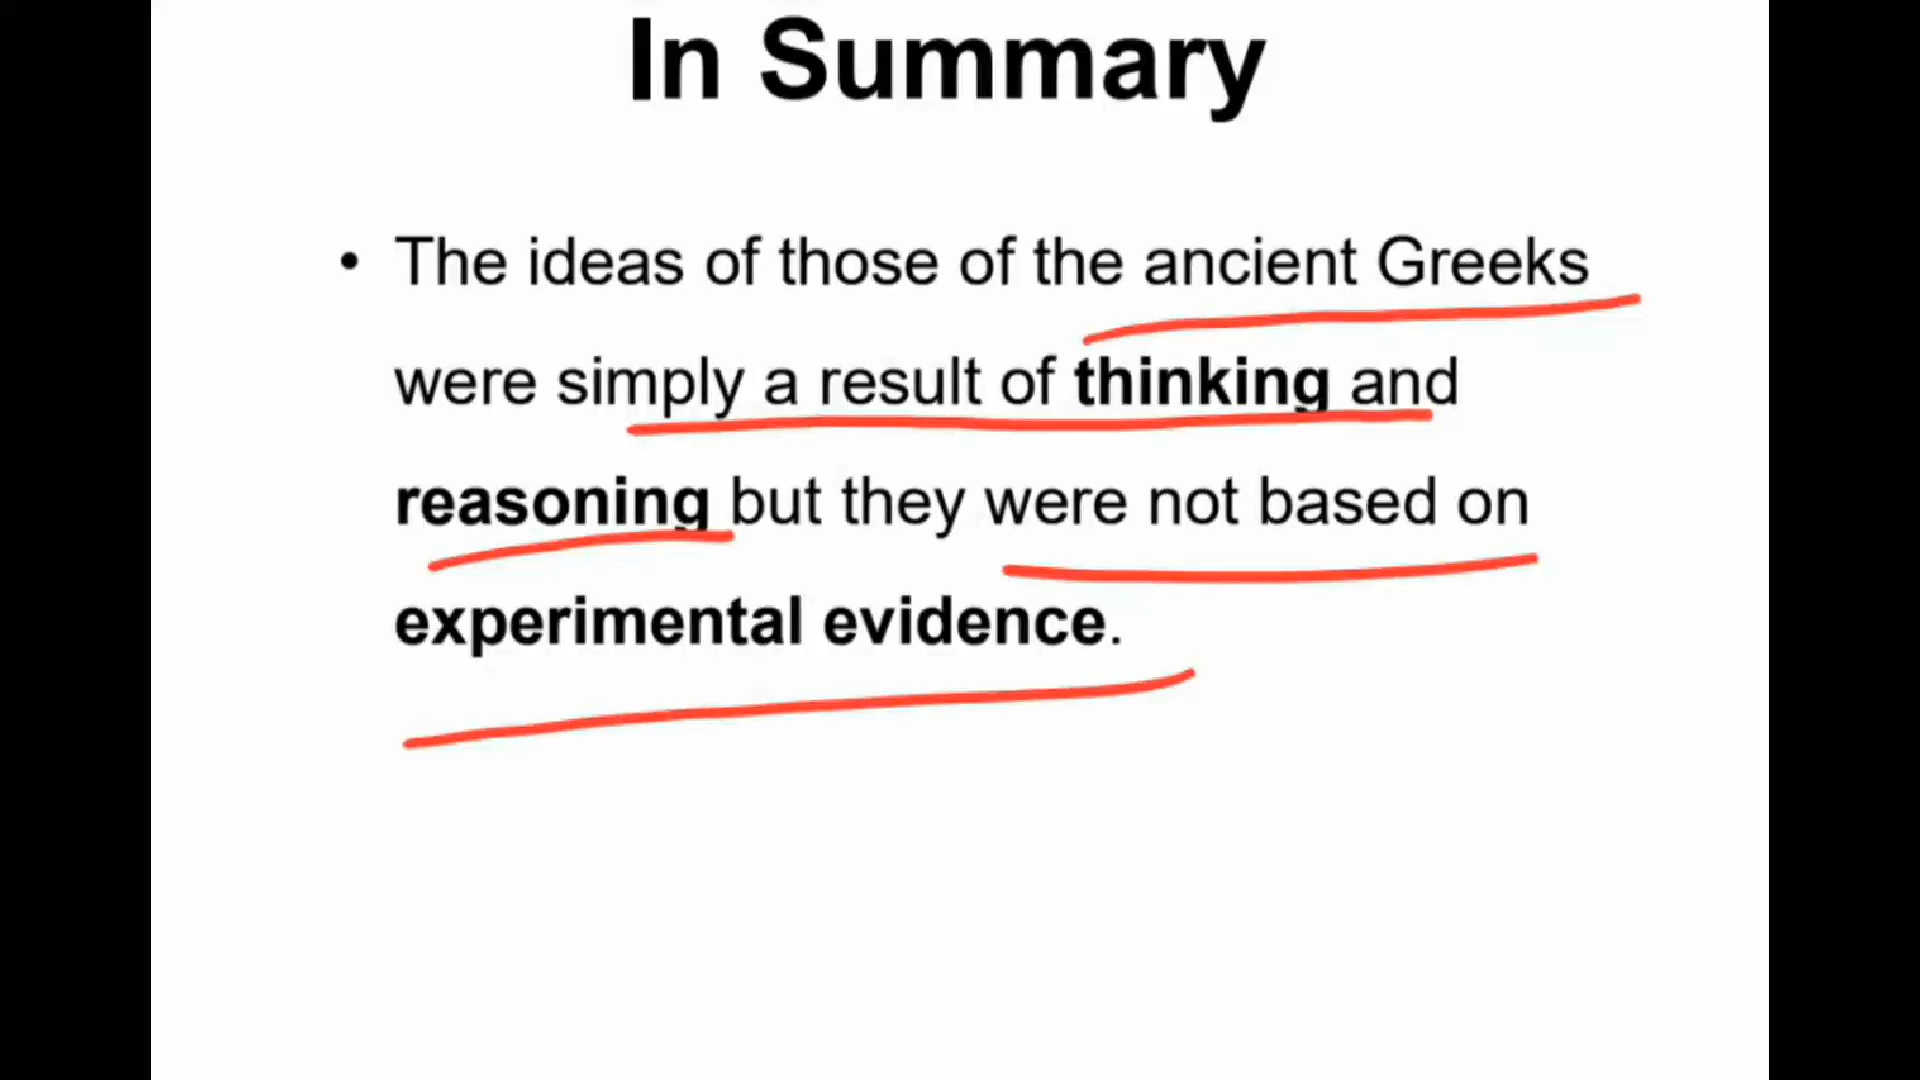 In Summary
• The ideas of those of the ancient Greeks
were simply a result of thinking and
reasoning but they were not based on
experimental evidence.